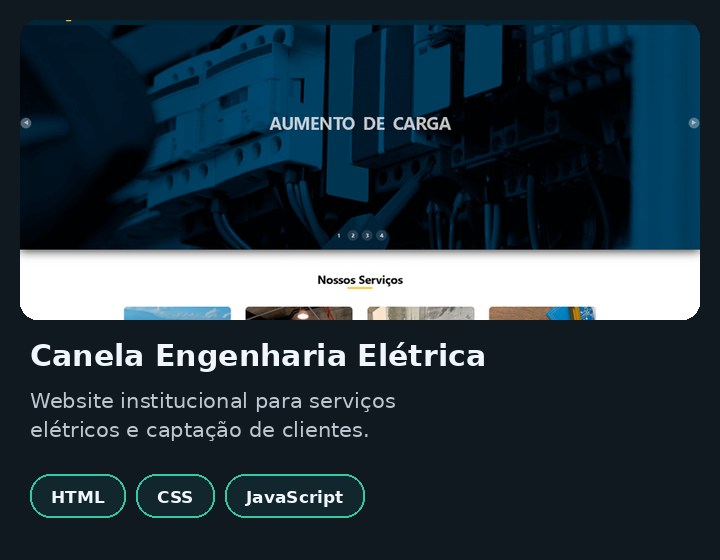 AUMENTO DE CARGA
1 2 3 4
Nossos Serviços
Canela Engenharia Elétrica
Website institucional para serviços
elétricos e captação de clientes.
HTML CSS JavaScript